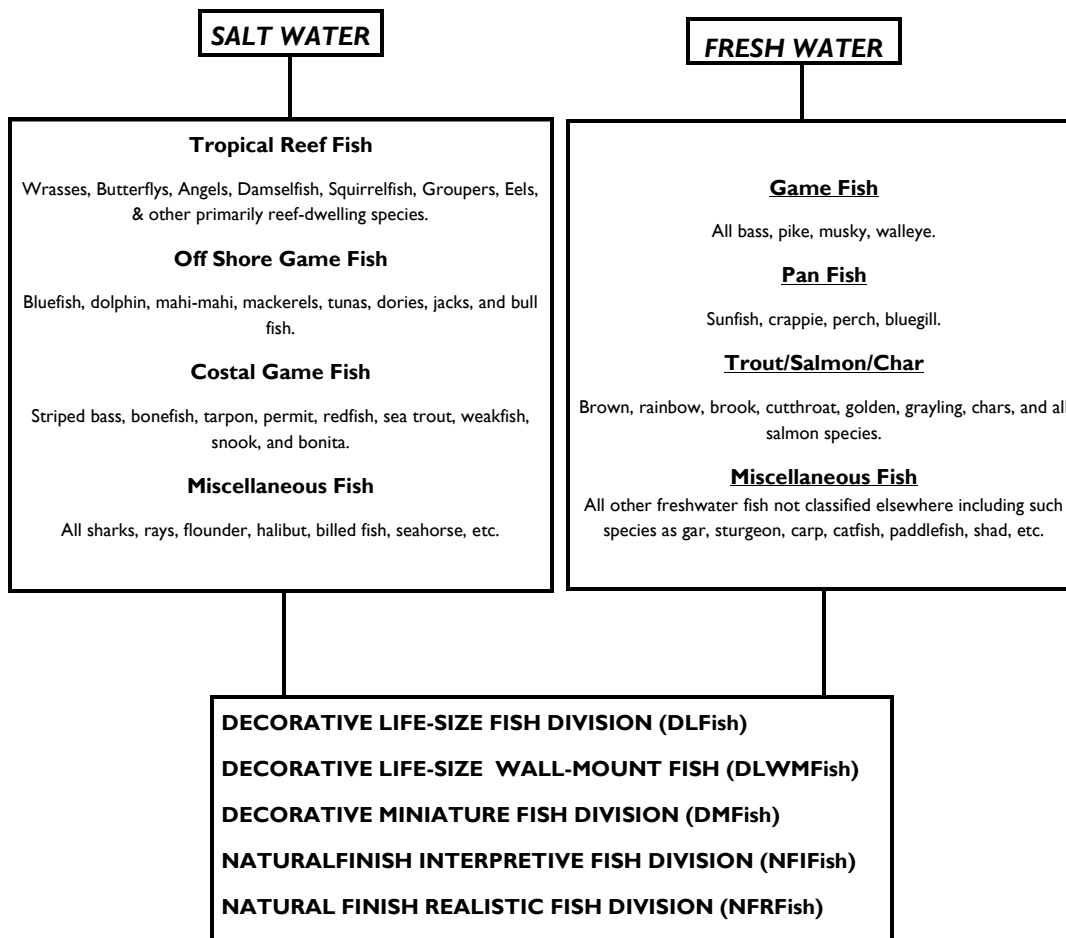 SALT WATER
Tropical Reef Fish
Wrasses, Butterflys, Angels, Damselfish, Squirrelfish, Groupers, Eels,
& other primarily reef-dwelling species.
Off Shore Game Fish
Bluefish, dolphin, mahi-mahi, mackerels, tunas, dories, jacks, and bull
fish.
Costal Game Fish
Striped bass, bonefish, tarpon, permit, redfish, sea trout, weakfish,
snook, and bonita.
Miscellaneous Fish
All sharks, rays, flounder, halibut, billed fish, seahorse, etc.
FRESH WATER
Game Fish
All bass, pike, musky, walleye.
Pan Fish
Sunfish, crappie, perch, bluegill.
Trout/Salmon/Char
Brown, rainbow, brook, cutthroat, golden, grayling, chars, and all
salmon species.
Miscellaneous Fish
All other freshwater fish not classified elsewhere including such
species as gar, sturgeon, carp, catfish, paddlefish, shad, etc.
DECORATIVE LIFE-SIZE FISH DIVISION (DLFish)
DECORATIVE LIFE-SIZE WALL-MOUNT FISH (DLWMFish)
DECORATIVE MINIATURE FISH DIVISION (DMFish)
NATURALFINISH INTERPRETIVE FISH DIVISION (NFIFish)
NATURAL FINISH REALISTIC FISH DIVISION (NFRFish)